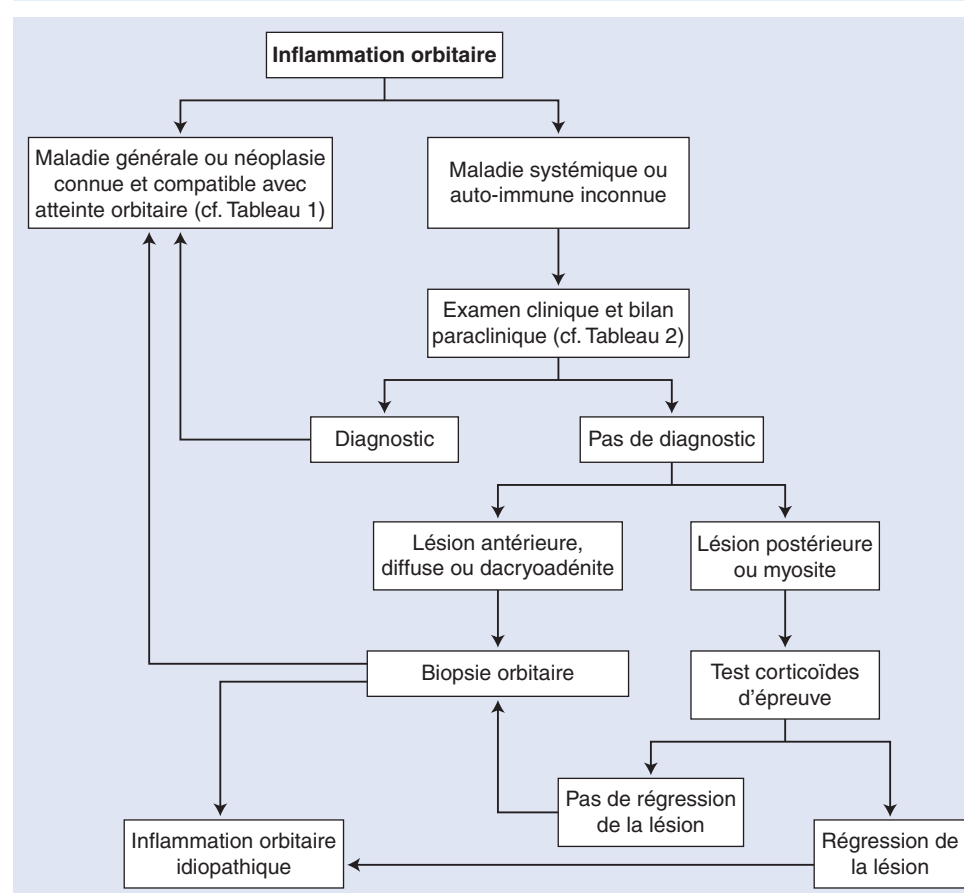 Inflammation orbitaire
Maladie générale ou néoplasie
connue et compatible avec
atteinte orbitaire (cf. Tableau 1)
Maladie systémique ou
auto-immune inconnue
Examen clinique et bilan
paraclinique (cf. Tableau 2)
Diagnostic
Pas de diagnostic
Lésion antérieure,
diffuse ou dacryoadénite
Lésion postérieure
ou myosite
Biopsie orbitaire
Test corticoïdes
d’épreuve
Pas de régression
de la lésion
Inflammation orbitaire
idiopathique
Régression de
la lésion